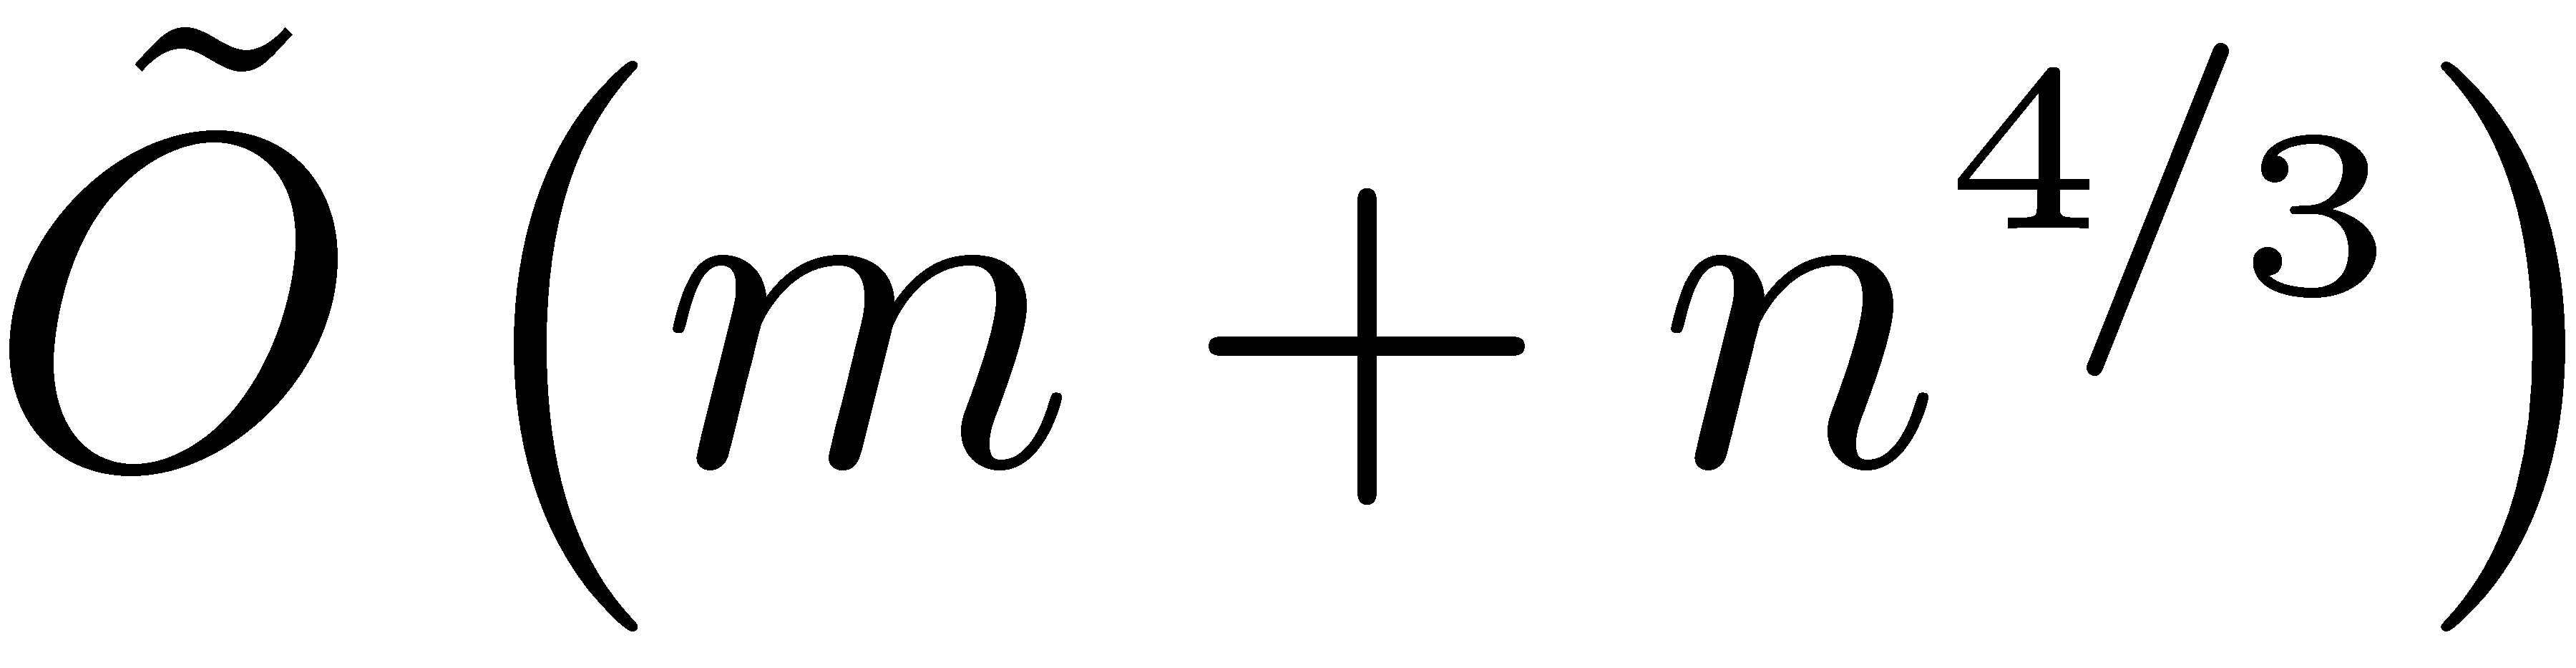 Õ (m + n^{4/3})